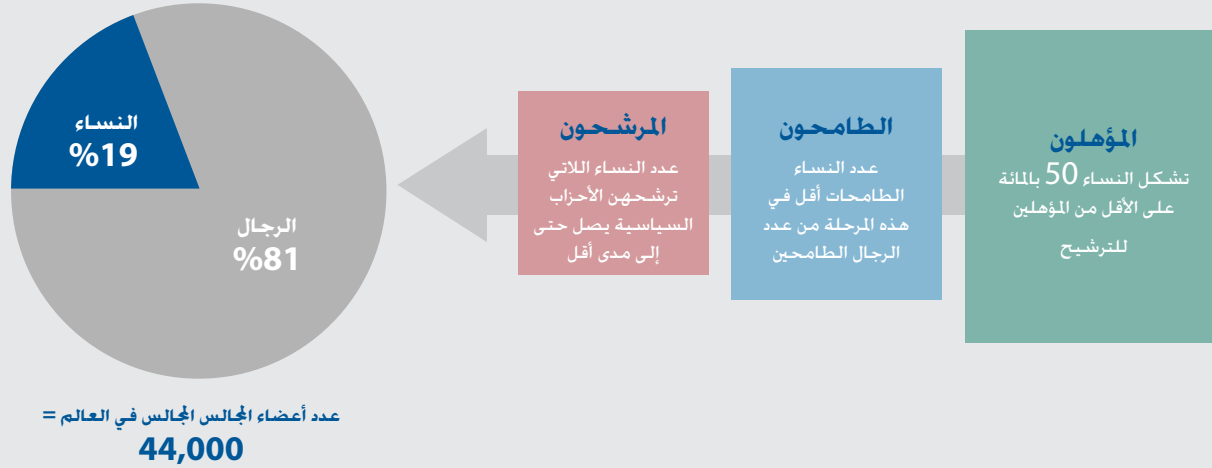 المؤهلون
تشكل النساء 50 بالمائة
على الأقل من المؤهلين
للترشيح
الطامحون
عدد النساء
الطامحات أقل في
هذه المرحلة من عدد
الرجال الطامحين
المرشحون
عدد النساء اللاتي
ترشحهن الأحزاب
السياسية يصل حتى
إلى مدى أقل
النساء
%19
الرجال
%81
عدد أعضاء المجالس المجالس في العالم =
44,000